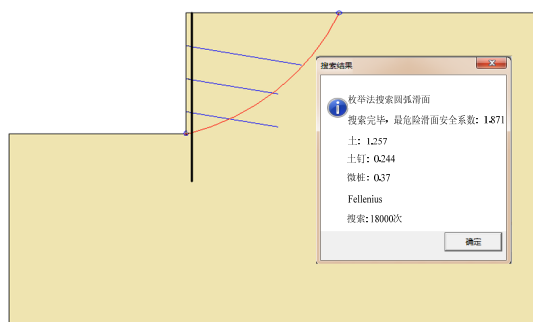 搜索结果
枚举法搜索圆弧滑面
搜索完毕，最危险滑面安全系数: 1.871
土: 1.257
土钉: 0.244
微桩: 0.37
Fellenius
搜索: 18000次
确定